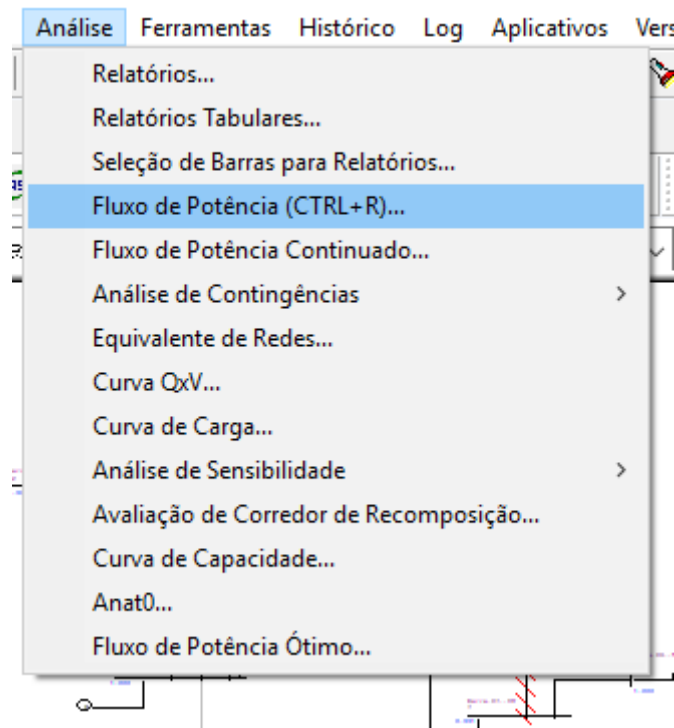 Análise Ferramentas Histórico Log Aplicativos Vers
Relatórios...
Relatórios Tabulares...
Seleção de Barras para Relatórios...
Fluxo de Potência (CTRL+R)...
Fluxo de Potência Continuado...
Análise de Contingências
Equivalente de Redes...
Curva QxV...
Curva de Carga...
Análise de Sensibilidade
Avaliação de Corredor de Recomposição...
Curva de Capacidade...
Anat0...
Fluxo de Potência Ótimo...